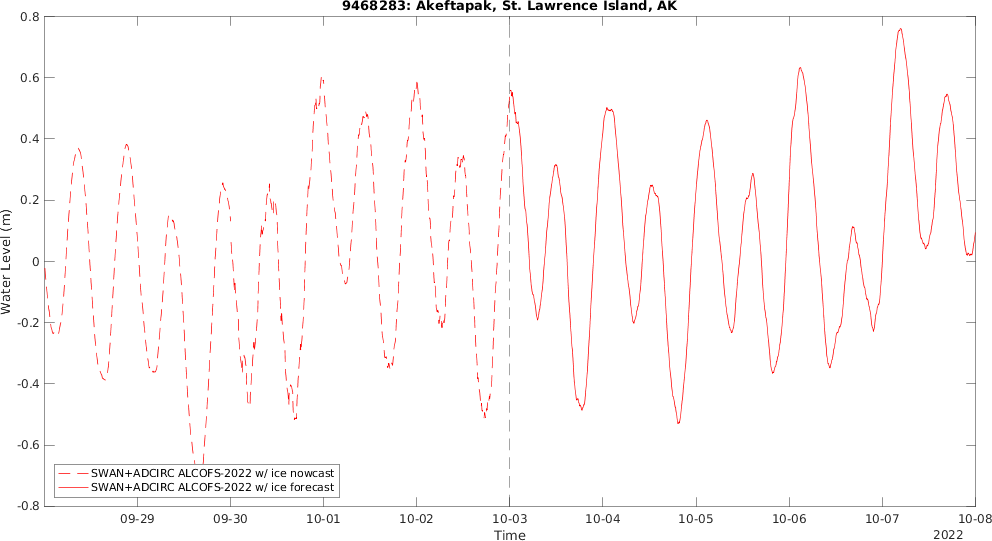 9468283: Akeftapak, St. Lawrence Island, AK
Water Level (m)
0.8
0.6
0.4
0.2
0
-0.2
-0.4
-0.6
-0.8
SWAN+ADCIRC ALCOFS-2022 w/ ice nowcast
SWAN+ADCIRC ALCOFS-2022 w/ ice forecast
09-29 09-30 10-01 10-02 10-03 10-04 10-05 10-06 10-07 10-08
Time
2022